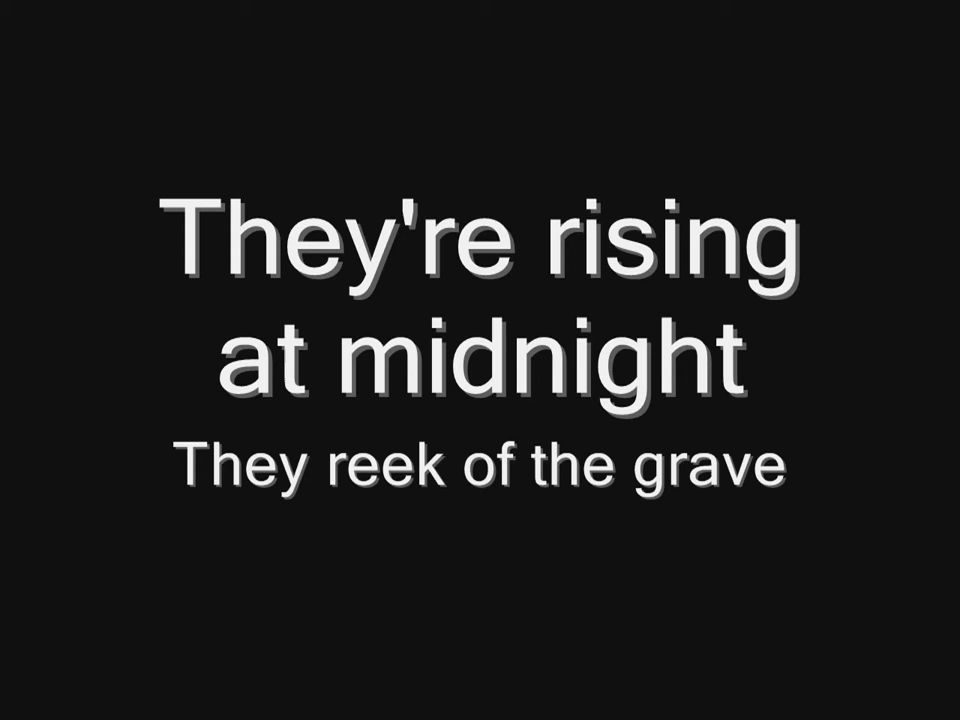 They're rising
at midnight
They reek of the grave